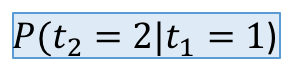 P(t₂ = 2|t₁ = 1)